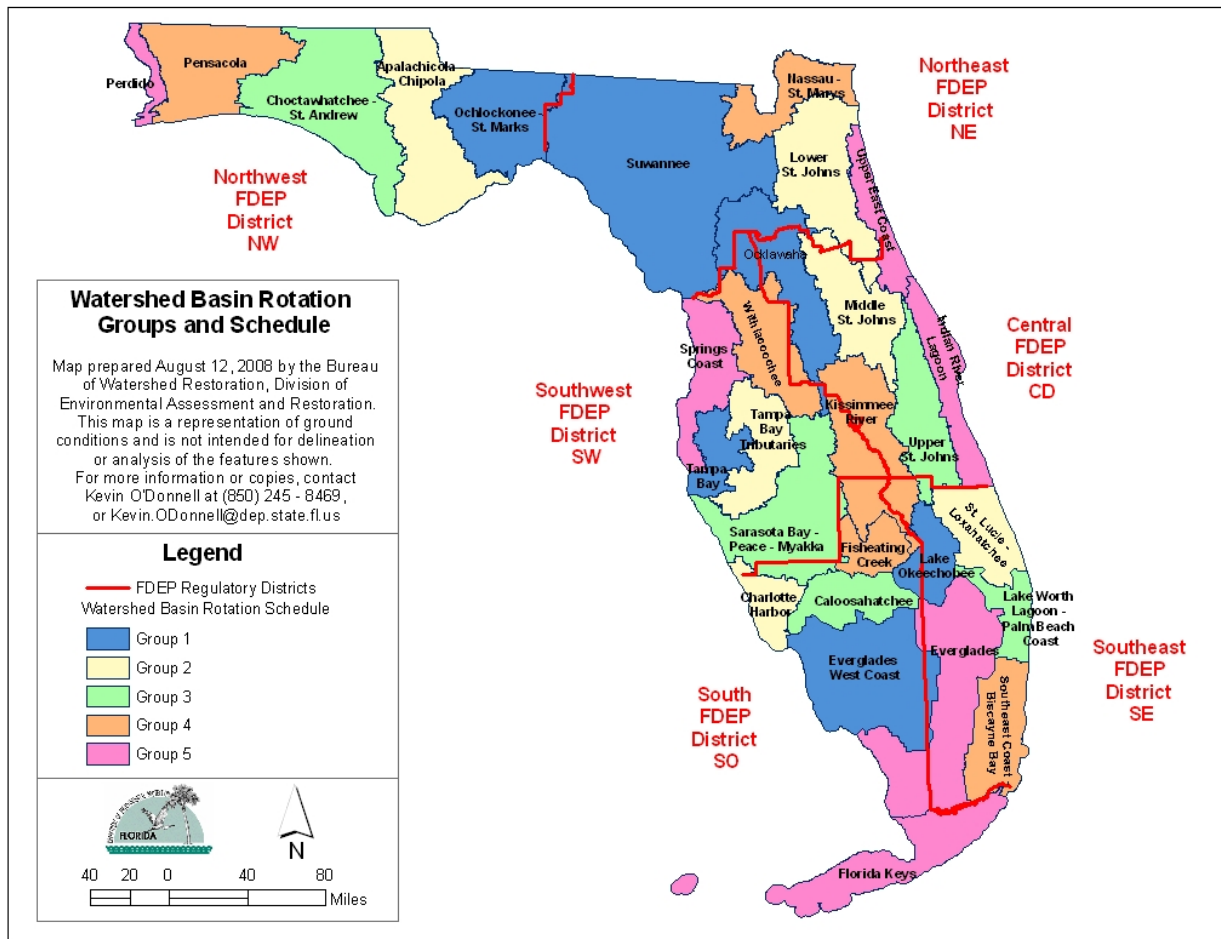 Perdido
Pensacola
Choctawhatchee -
St. Andrew
Apalachicola
Chipola
Ochlockonee -
St. Marks
Suwannee
Nassau -
St. Marys
Lower
St. Johns
Upper East Coast
Ocklawaha
Middle
St. Johns
Withlacoochee
Springs
Coast
Indian River
Lagoon
Kissimmee
River
Tampa
Bay
Tributaries
Tampa
Bay
Upper
St. Johns
Sarasota Bay -
Peace - Myakka
Fisheating
Creek
Lake
Okeechobee
St. Lucie -
Loxahatchee
Charlotte
Harbor
Caloosahatchee
Lake Worth
Lagoon -
Palm Beach
Coast
Everglades
West Coast
Everglades
Southeast Coast
Biscayne Bay
Florida Keys
Northwest
FDEP
District
NW
Northeast
FDEP
District
NE
Central
FDEP
District
CD
Southwest
FDEP
District
SW
South
FDEP
District
SO
Southeast
FDEP
District
SE
Watershed Basin Rotation
Groups and Schedule
Map prepared August 12, 2008 by the Bureau
of Watershed Restoration, Division of
Environmental Assessment and Restoration.
This map is a representation of ground
conditions and is not intended for delineation
or analysis of the features shown.
For more information or copies, contact
Kevin O'Donnell at (850) 245 - 8469,
or Kevin.ODonnell@dep.state.fl.us
Legend
FDEP Regulatory Districts
Watershed Basin Rotation Schedule
Group 1
Group 2
Group 3
Group 4
Group 5
FLORIDA
N
40 20 0 40 80
Miles